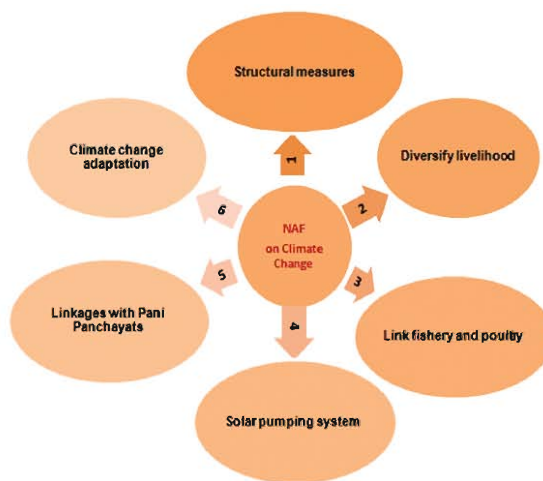 Structural measures
1
Diversify livelihood
2
Link fishery and poultry
3
Solar pumping system
4
Linkages with Pani
Panchayats
5
Climate change
adaptation
6
NAF
on Climate
Change